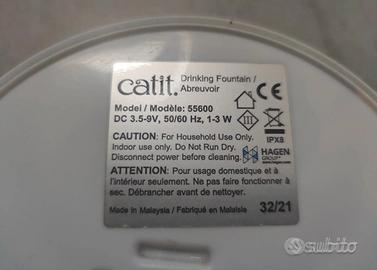 catit.
Drinking Fountain /
Abreuvoir
Model / Modèle: 55600
DC 3.5-9V, 50/60 Hz, 1-3 W
CE
III
IPX8
CAUTION: For Household Use Only.
Indoor use only. Do Not Run Dry.
Disconnect power before cleaning.
HAGEN
GROUP
www.hagen.com
ATTENTION: Pour usage domestique et à
l'intérieur seulement. Ne pas faire fonctionner à
sec. Débrancher avant de nettoyer.
Made in Malaysia / Fabriqué en Malaisie
32/21
subito